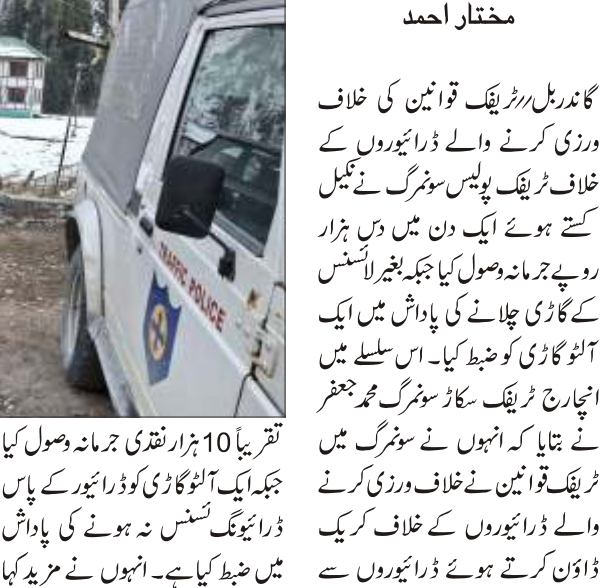 مختار احمد
گاندربل//ٹریفک قوانین کی خلاف
ورزی کرنے والے ڈرائیوروں کے
خلاف ٹریفک پولیس سونمرگ نے نکیل
کستے ہوئے ایک دن میں دس ہزار
روپے جرمانہ وصول کیا جبکہ بغیر لائسنس
کے گاڑی چلانے کی پاداش میں ایک
آلٹو گاڑی کو ضبط کیا۔ اس سلسلے میں
انچارج ٹریفک سکاڑ سونمرگ محمد جعفر
نے بتایا کہ انہوں نے سونمرگ میں
ٹریفک قوانین نے خلاف ورزی کرنے
والے ڈرائیوروں کے خلاف کریک
ڈاؤن کرتے ہوئے ڈرائیوروں سے
TRAFFIC POLICE
تقریباً 10 ہزار نقدی جرمانہ وصول کیا
جبکہ ایک آلٹو گاڑی کو ڈرائیور کے پاس
ڈرائیونگ ئسنس نہ ہونے کی پاداش
میں ضبط کیا ہے۔ انہوں نے مزید کہا